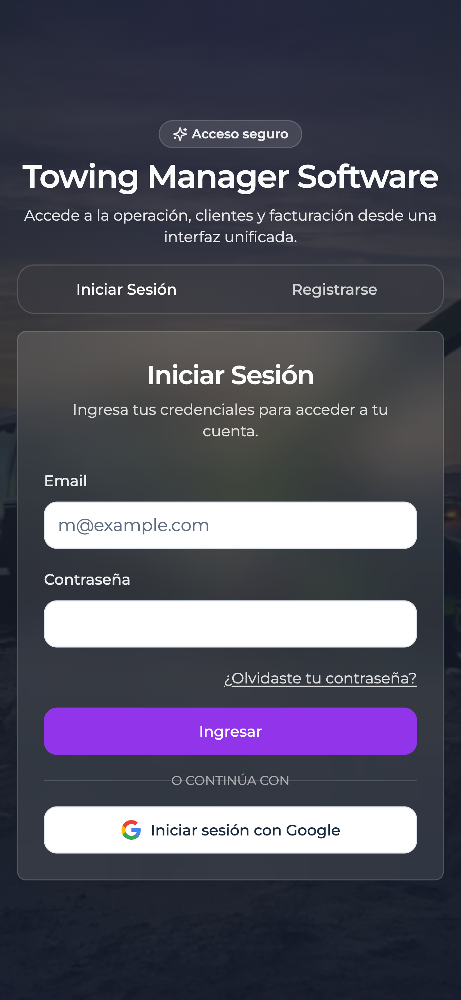 Acceso seguro
Towing Manager Software
Accede a la operación, clientes y facturación desde una
interfaz unificada.
Iniciar Sesión
Registrarse
Iniciar Sesión
Ingresa tus credenciales para acceder a tu
cuenta.
Email
m@example.com
Contraseña
¿Olvidaste tu contraseña?
Ingresar
O CONTINÚA CON
Iniciar sesión con Google